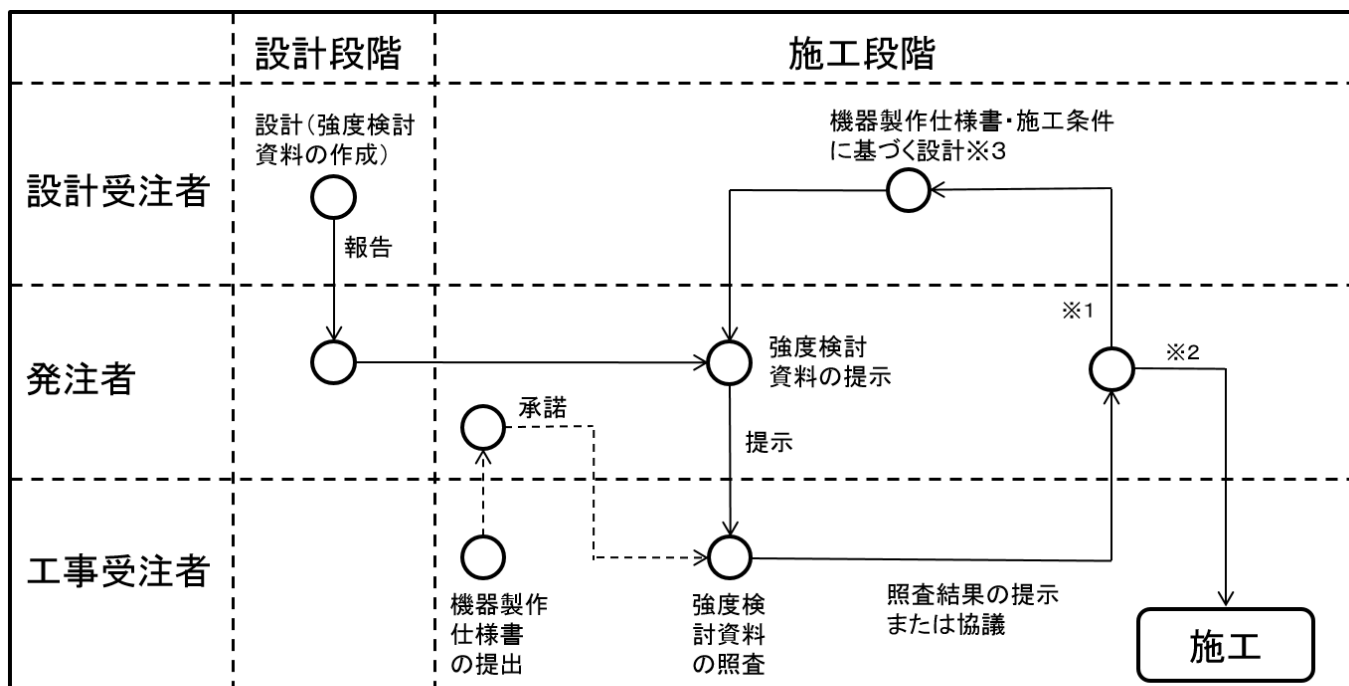 設計段階
施工段階
設計(強度検討
資料の作成)
機器製作仕様書・施工条件
に基づく設計※3
設計受注者
報告
※1
※2
強度検討
資料の提示
発注者
承諾
提示
工事受注者
機器製作
仕様書
の提出
強度検
討資料
の照査
照査結果の提示
または協議
施工